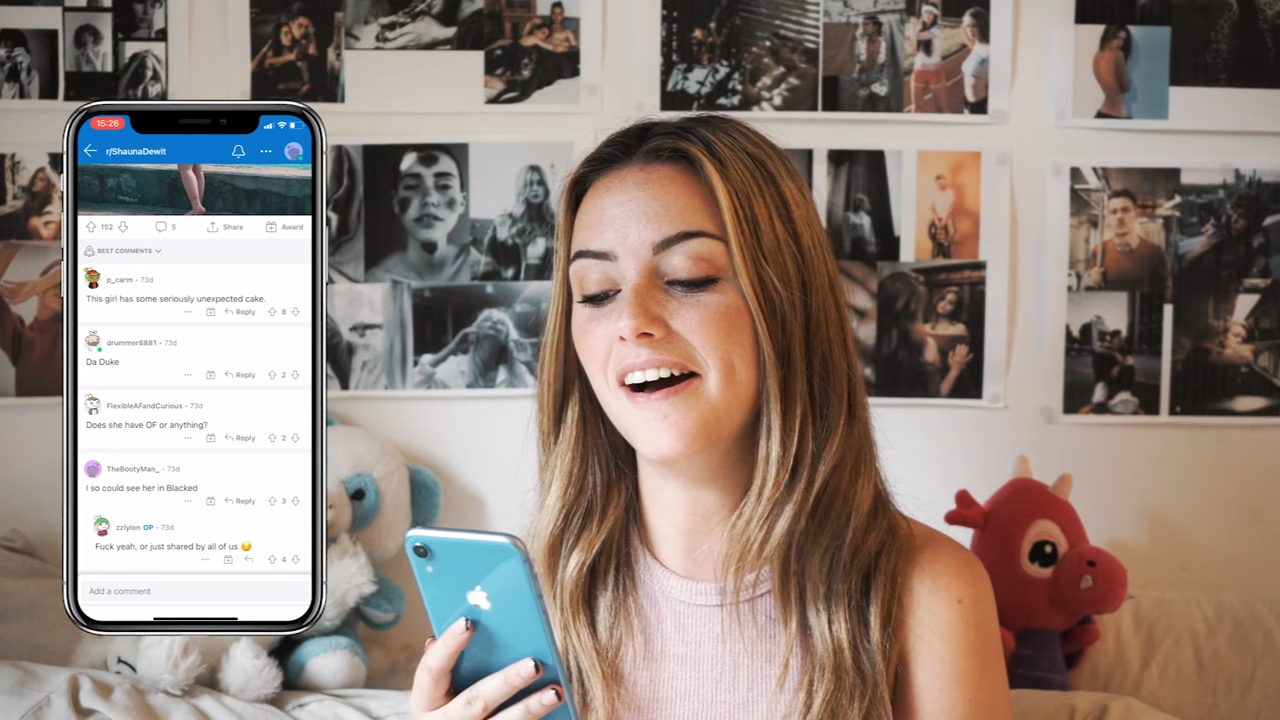 15:26
r/ShaunaDewit
152
5
Share
Award
BEST COMMENTS
p_carm • 73d
This girl has some seriously unexpected cake.
Reply
8
drummer8881 • 73d
Da Duke
Reply
2
FlexibleAFandCurious • 73d
Does she have OF or anything?
Reply
2
TheBootyMan_ • 73d
I so could see her in Blacked
Reply
3
zzlylon OP • 73d
Fuck yeah, or just shared by all of us 😏
4
Add a comment